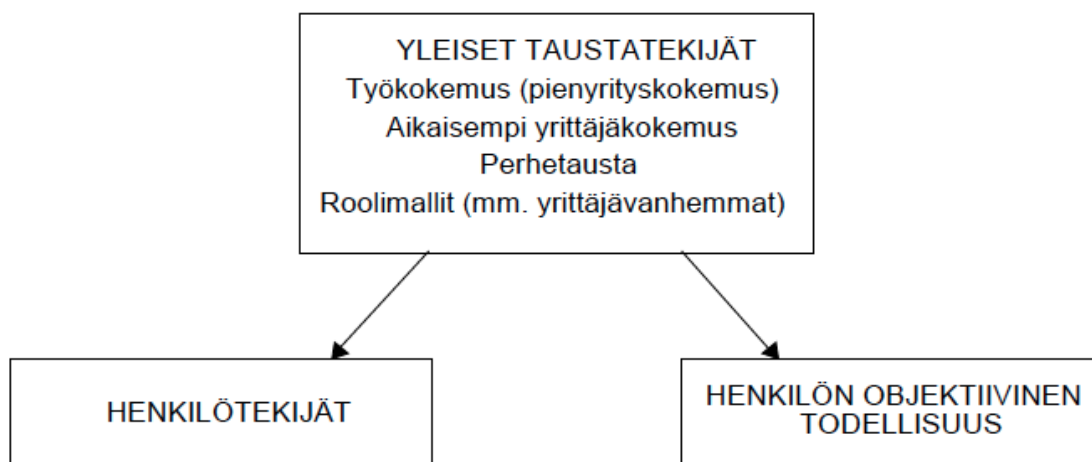 YLEISET TAUSTATEKIJÄT
Työkokemus (pienyrityskokemus)
Aikaisempi yrittäjäkokemus
Perhetausta
Roolimallit (mm. yrittäjävanhemmat)
HENKILÖTEKIJÄT
HENKILÖN OBJEKTIIVINEN
TODELLISUUS